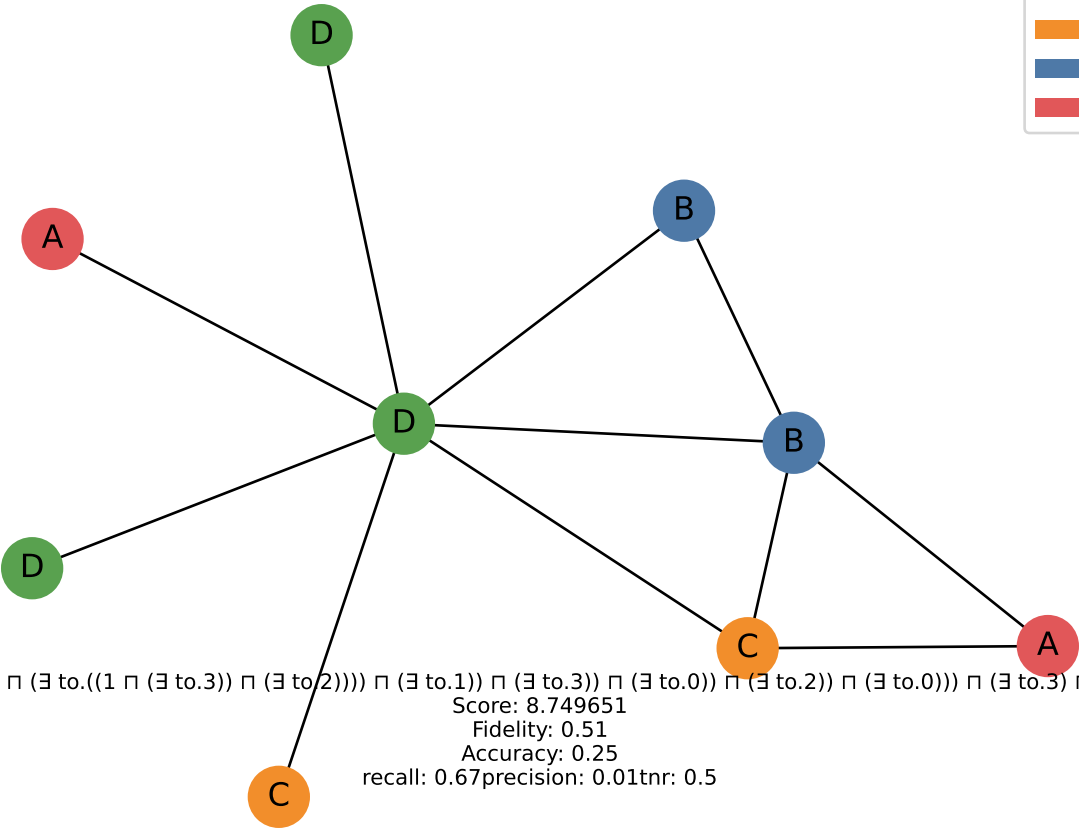 D
B
A
D
B
D
C
A
⊓ (∃ to.((1 ⊓ (∃ to.3)) ⊓ (∃ to.2)))) ⊓ (∃ to.1)) ⊓ (∃ to.3)) ⊓ (∃ to.0)) ⊓ (∃ to.2)) ⊓ (∃ to.0))) ⊓ (∃ to.3)
Score: 8.749651
Fidelity: 0.51
Accuracy: 0.25
recall: 0.67precision: 0.01tnr: 0.5
C